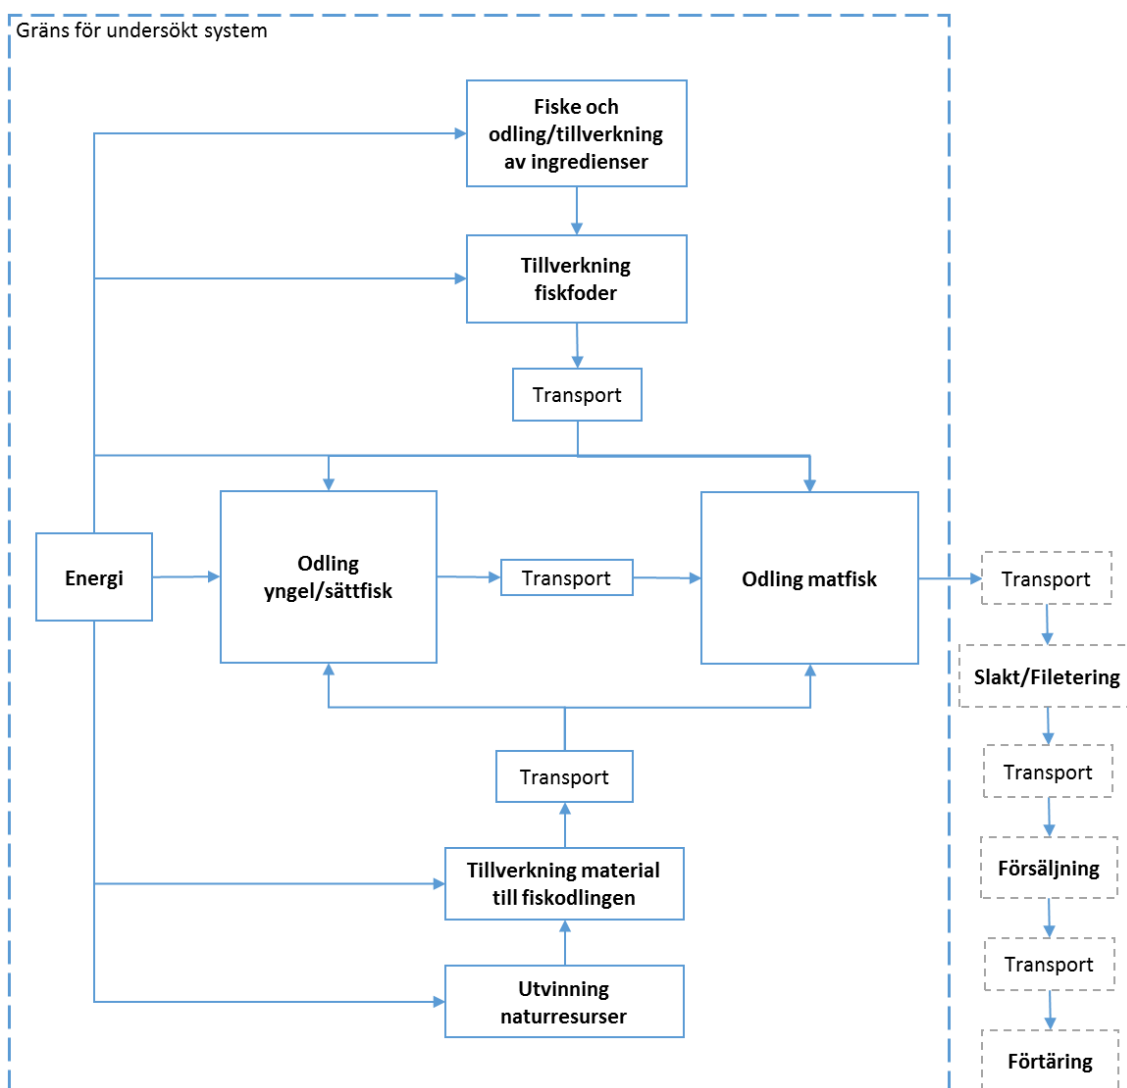 Gräns för undersökt system
Fiske och
odling/tillverkning
av ingredienser
Tillverkning
fiskfoder
Transport
Energi
Odling
yngel/sättfisk
Transport
Odling matfisk
Transport
Slakt/Filetering
Transport
Transport
Tillverkning material
till fiskodlingen
Försäljning
Transport
Utvinning
naturresurser
Förtäring